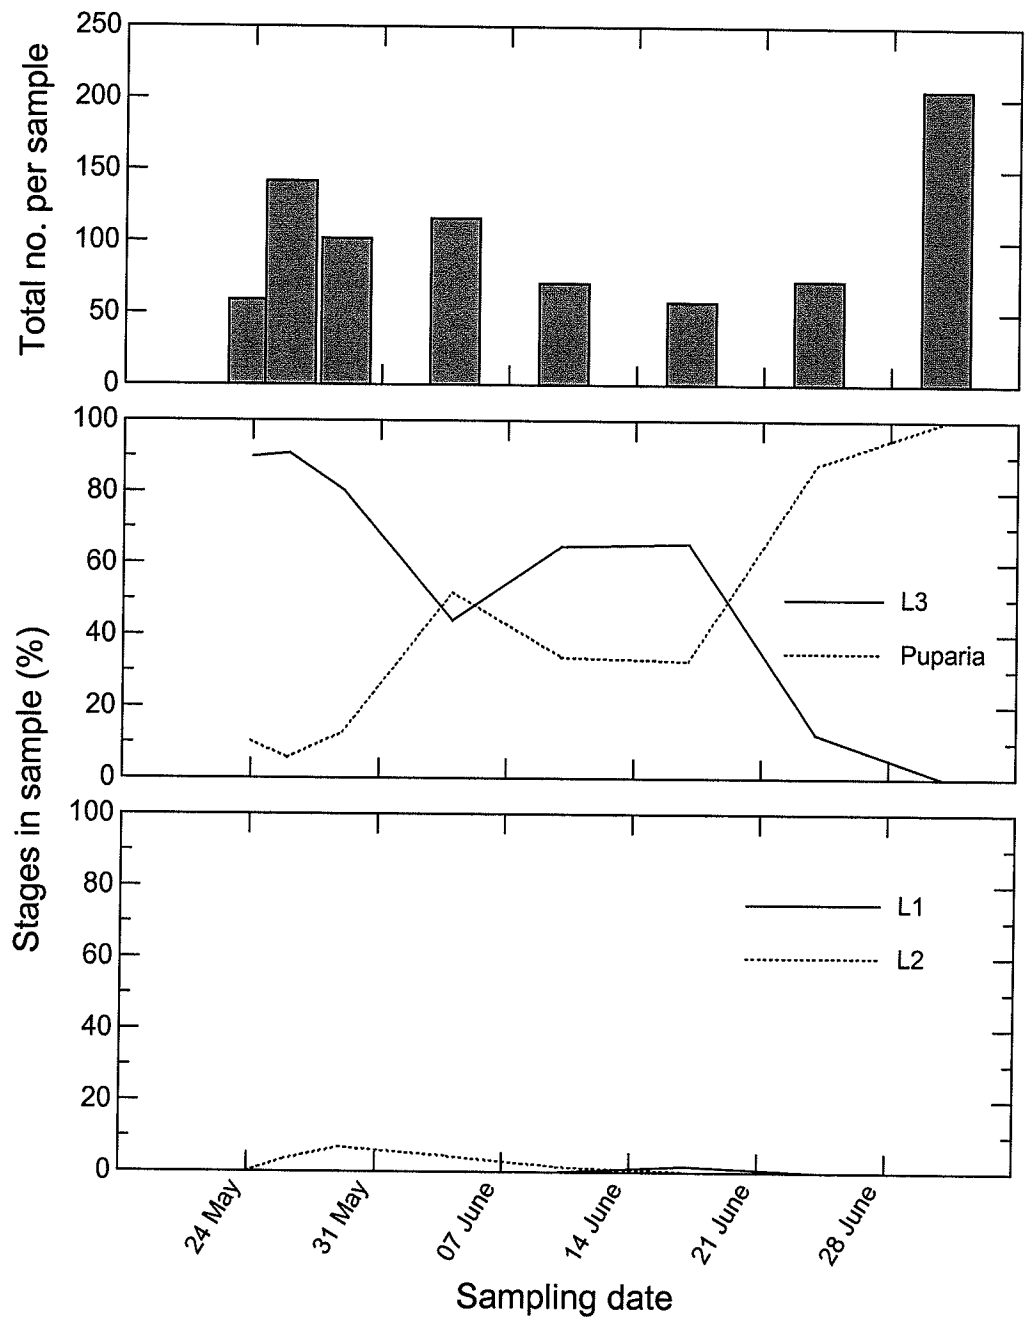 250
200
150
100
50
0
Total no. per sample
100
80
60
40
20
0
L3
Puparia
Stages in sample (%)
100
80
60
40
20
0
L1
L2
24 May
31 May
07 June
14 June
21 June
28 June
Sampling date